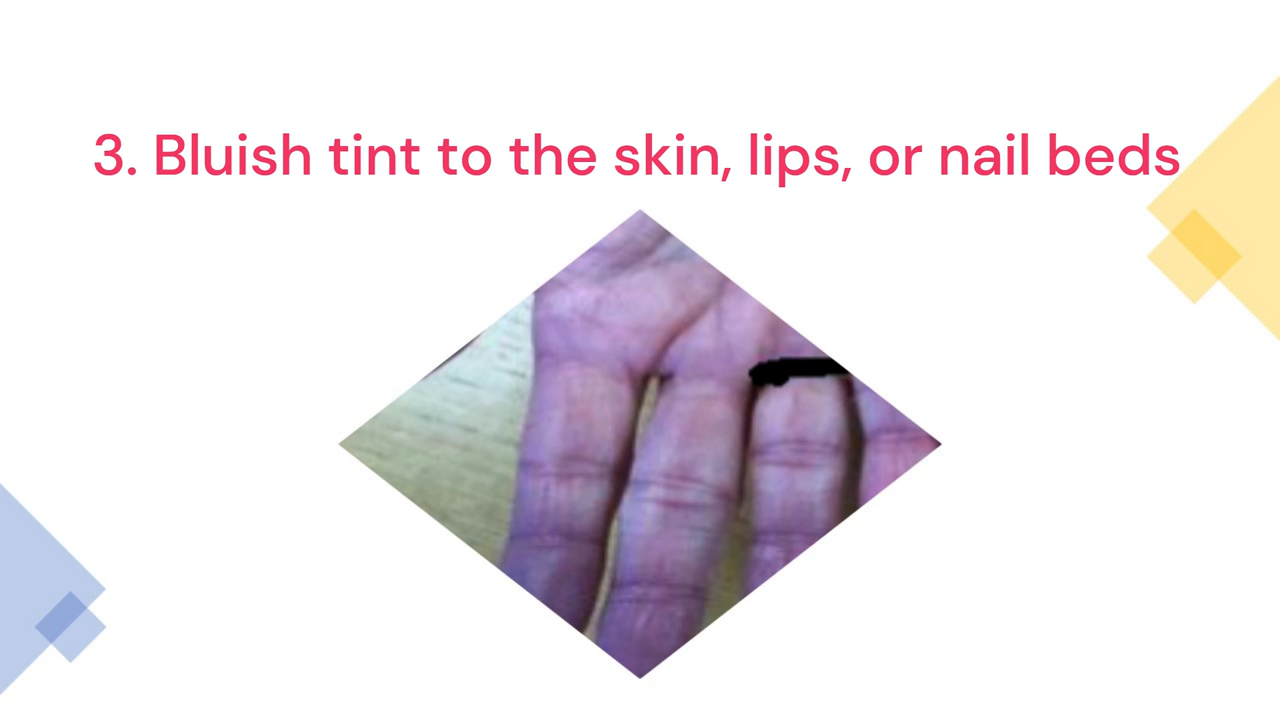 3. Bluish tint to the skin, lips, or nail beds